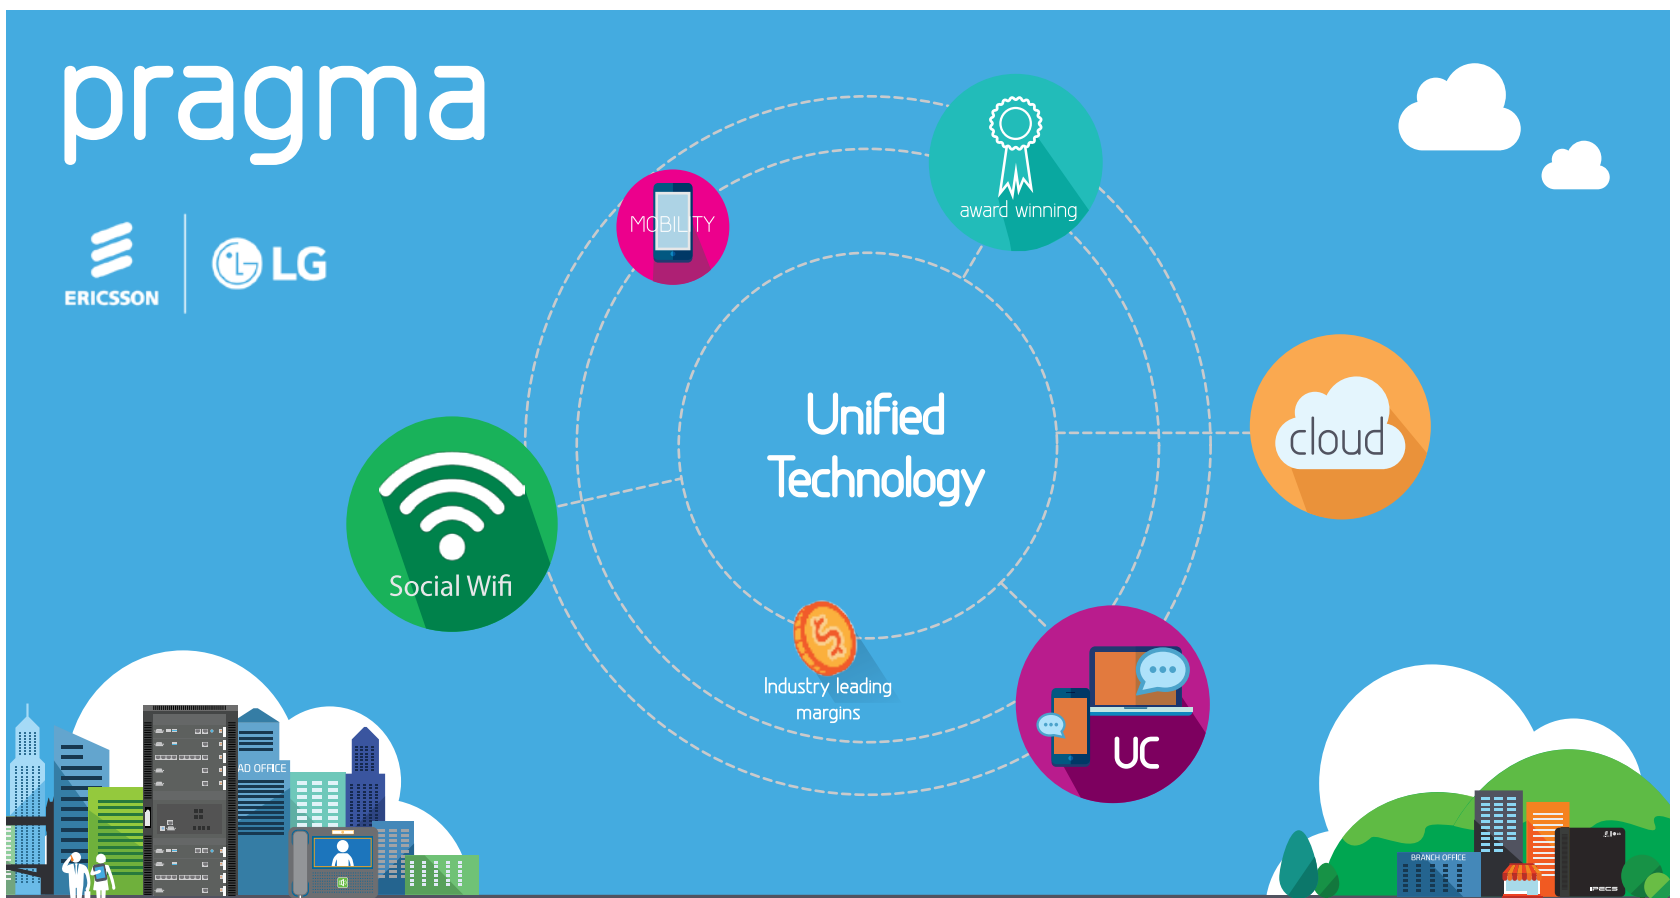 pragma
ERICSSON
LG
MOBILITY
award winning
Unified
Technology
cloud
Social Wifi
Industry leading
margins
UC
AD OFFICE
BRANCH OFFICE
iPECS